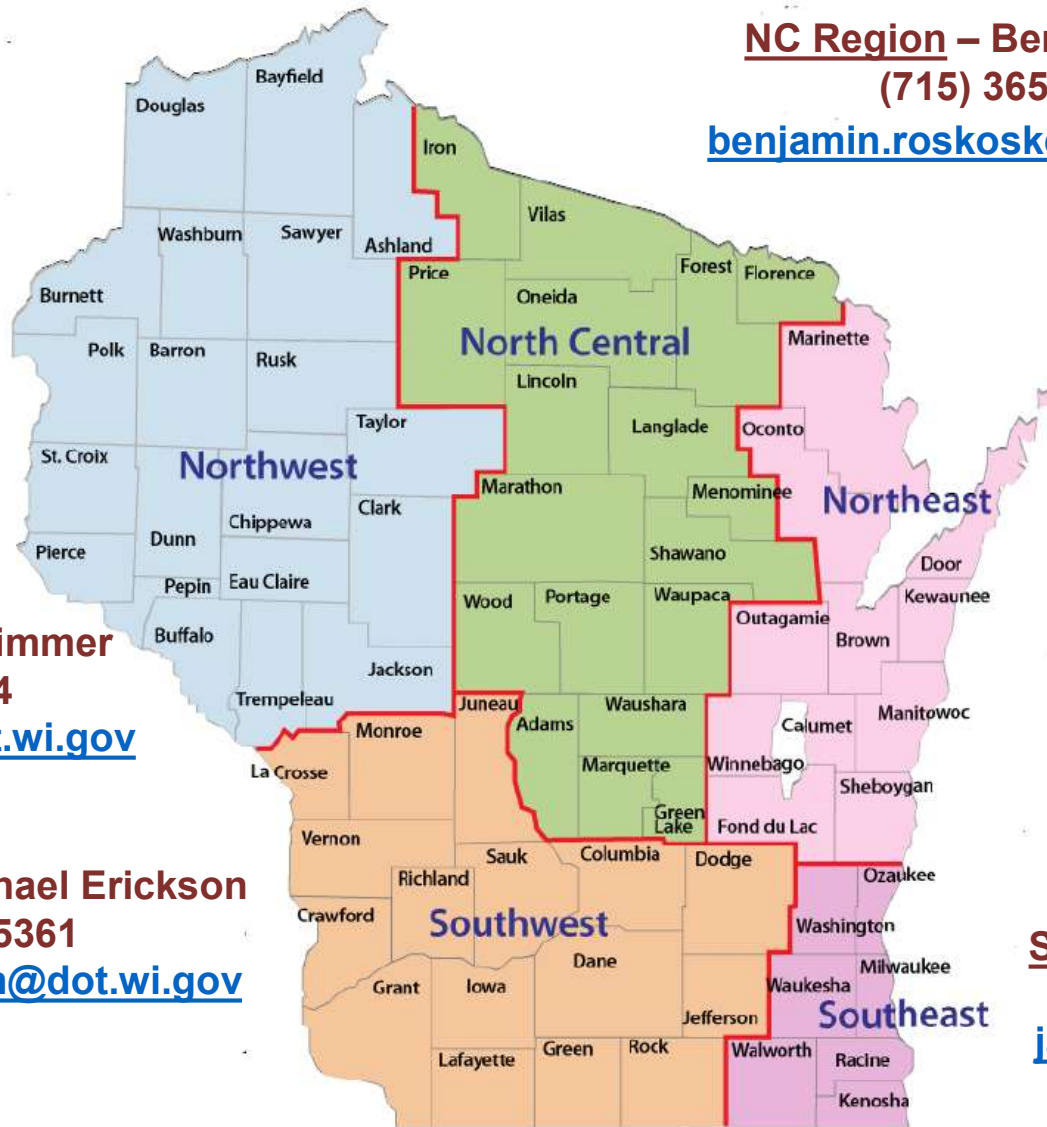 NC Region – Ber
(715) 365
benjamin.roskosk
Bayfield
Douglas
Iron
Vilas
Washburn
Sawyer
Ashland
Price
Forest
Florence
Burnett
Oneida
North Central
Marinette
Polk
Barron
Rusk
Lincoln
Taylor
Langlade
Oconto
St. Croix
Northwest
Marathon
Menominee
Northeast
Clark
Chippewa
Pierce
Dunn
Shawano
Door
Pepin
Eau Claire
Wood
Portage
Waupaca
Kewaunee
Outagamie
Buffalo
Brown
immer
4
t.wi.gov
Jackson
Trempeleau
Juneau
Adams
Waushara
Monroe
Calumet
Manitowoc
La Crosse
Marquette
Winnebago
Sheboygan
Green
Lake
Fond du Lac
Vernon
Sauk
Columbia
Dodge
Richland
Ozaukee
hael Erickson
5361
n@dot.wi.gov
Crawford
Southwest
Washington
Dane
Milwaukee
Grant
Iowa
Waukesha
Jefferson
Southeast
S
j
Lafayette
Green
Rock
Walworth
Racine
Kenosha